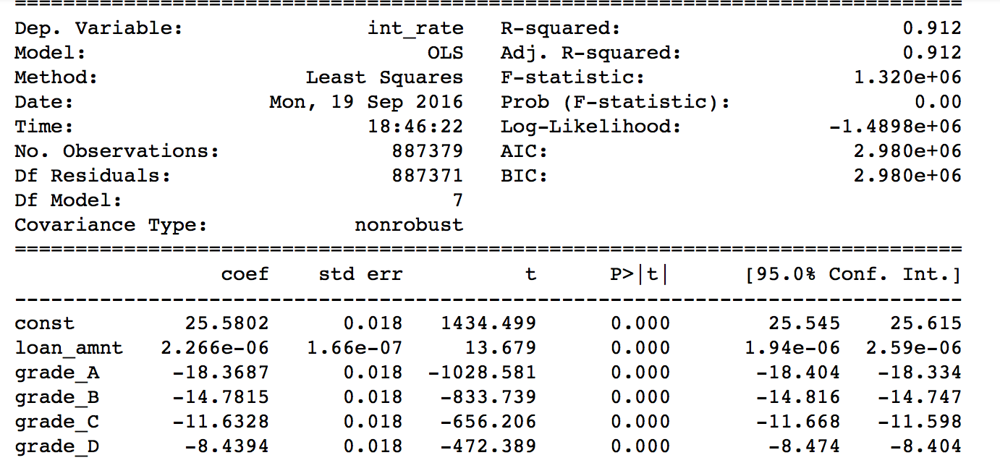 ==============================================================================
Dep. Variable: int_rate R-squared: 0.912
Model: OLS Adj. R-squared: 0.912
Method: Least Squares F-statistic: 1.320e+06
Date: Mon, 19 Sep 2016 Prob (F-statistic): 0.00
Time: 18:46:22 Log-Likelihood: -1.4898e+06
No. Observations: 887379 AIC: 2.980e+06
Df Residuals: 887371 BIC: 2.980e+06
Df Model: 7
Covariance Type: nonrobust
==============================================================================
coef std err t P>|t| [95.0% Conf. Int.]
------------------------------------------------------------------------------
const 25.5802 0.018 1434.499 0.000 25.545 25.615
loan_amnt 2.266e-06 1.66e-07 13.679 0.000 1.94e-06 2.59e-06
grade_A -18.3687 0.018 -1028.581 0.000 -18.404 -18.334
grade_B -14.7815 0.018 -833.739 0.000 -14.816 -14.747
grade_C -11.6328 0.018 -656.206 0.000 -11.668 -11.598
grade_D -8.4394 0.018 -472.389 0.000 -8.474 -8.404